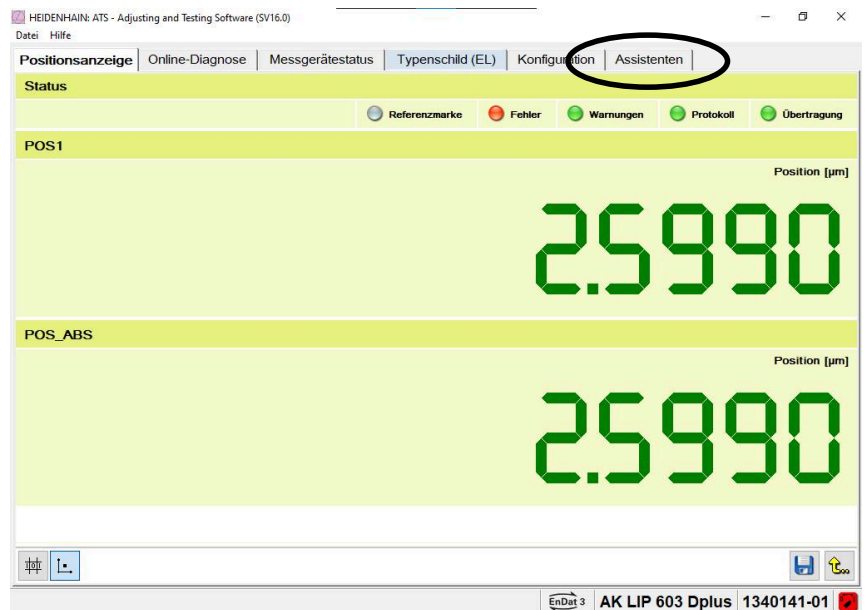 HEIDENHAIN: ATS - Adjusting and Testing Software (SV16.0)
Datei Hilfe
Positionsanzeige Online-Diagnose Messgerätestatus Typenschild (EL) Konfiguration Assistenten
Status
Referenzmarke Fehler Warnungen Protokoll Übertragung
POS1
Position [µm]
2.5990
POS_ABS
Position [µm]
2.5990
EnDat 3 AK LIP 603 Dplus 1340141-01